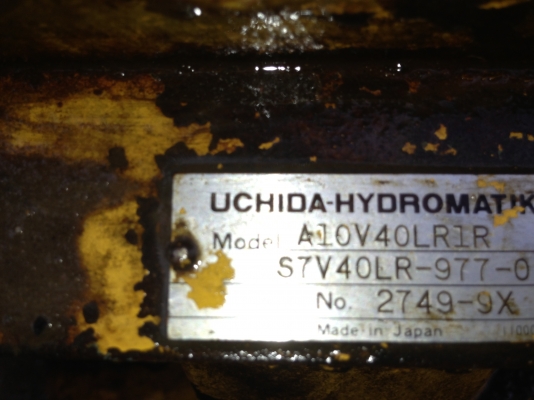 UCHIDA-HYDROMATIK
Model A10V40LR1R
S7V40LR-977-0
No. 2749-9X
Made in Japan